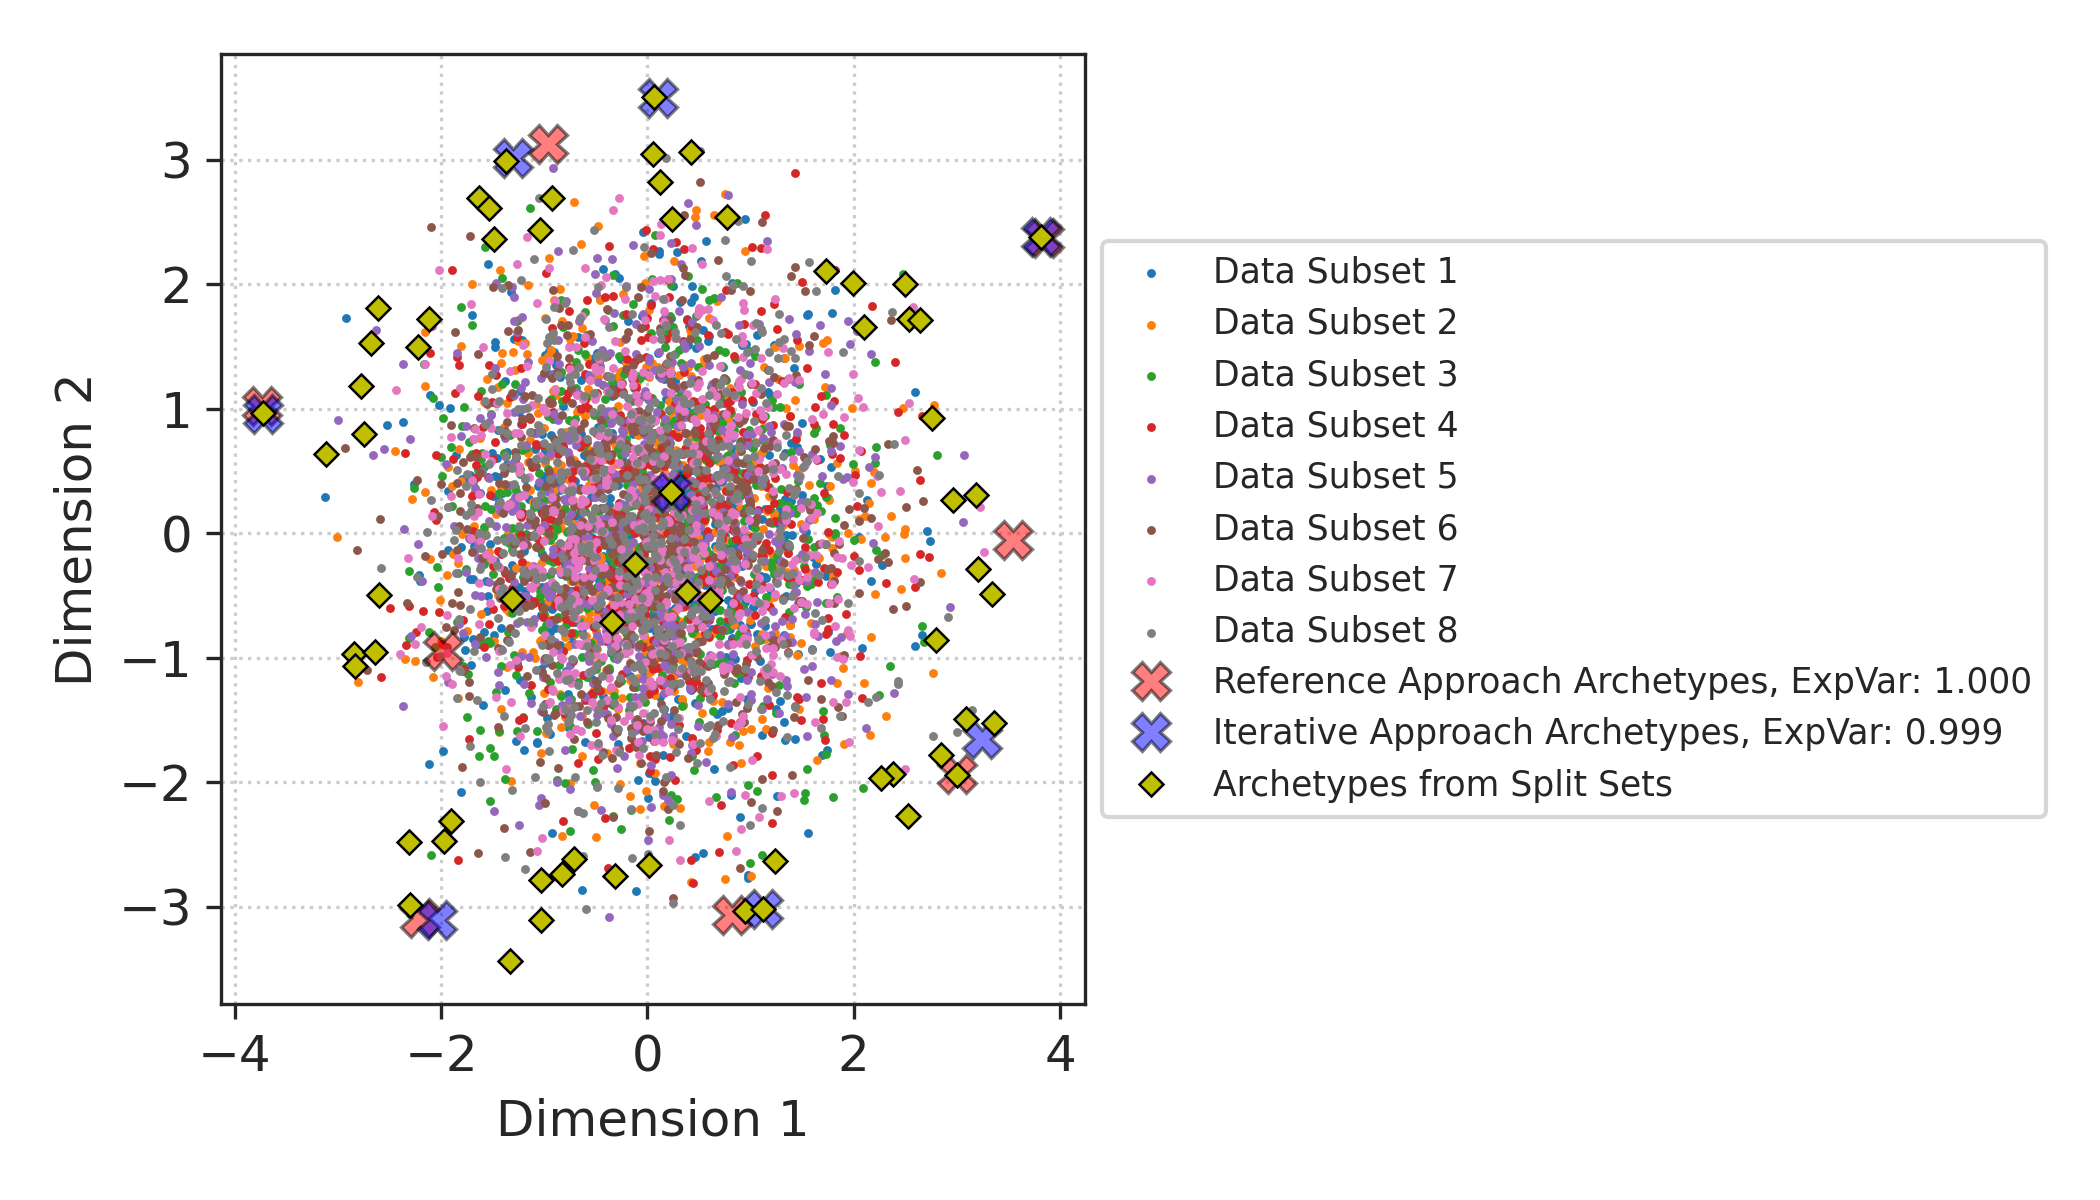 3
2
1
0
−1
−2
−3
Dimension 2
−4
−2
0
2
4
Dimension 1
Data Subset 1
Data Subset 2
Data Subset 3
Data Subset 4
Data Subset 5
Data Subset 6
Data Subset 7
Data Subset 8
Reference Approach Archetypes, ExpVar: 1.000
Iterative Approach Archetypes, ExpVar: 0.999
Archetypes from Split Sets